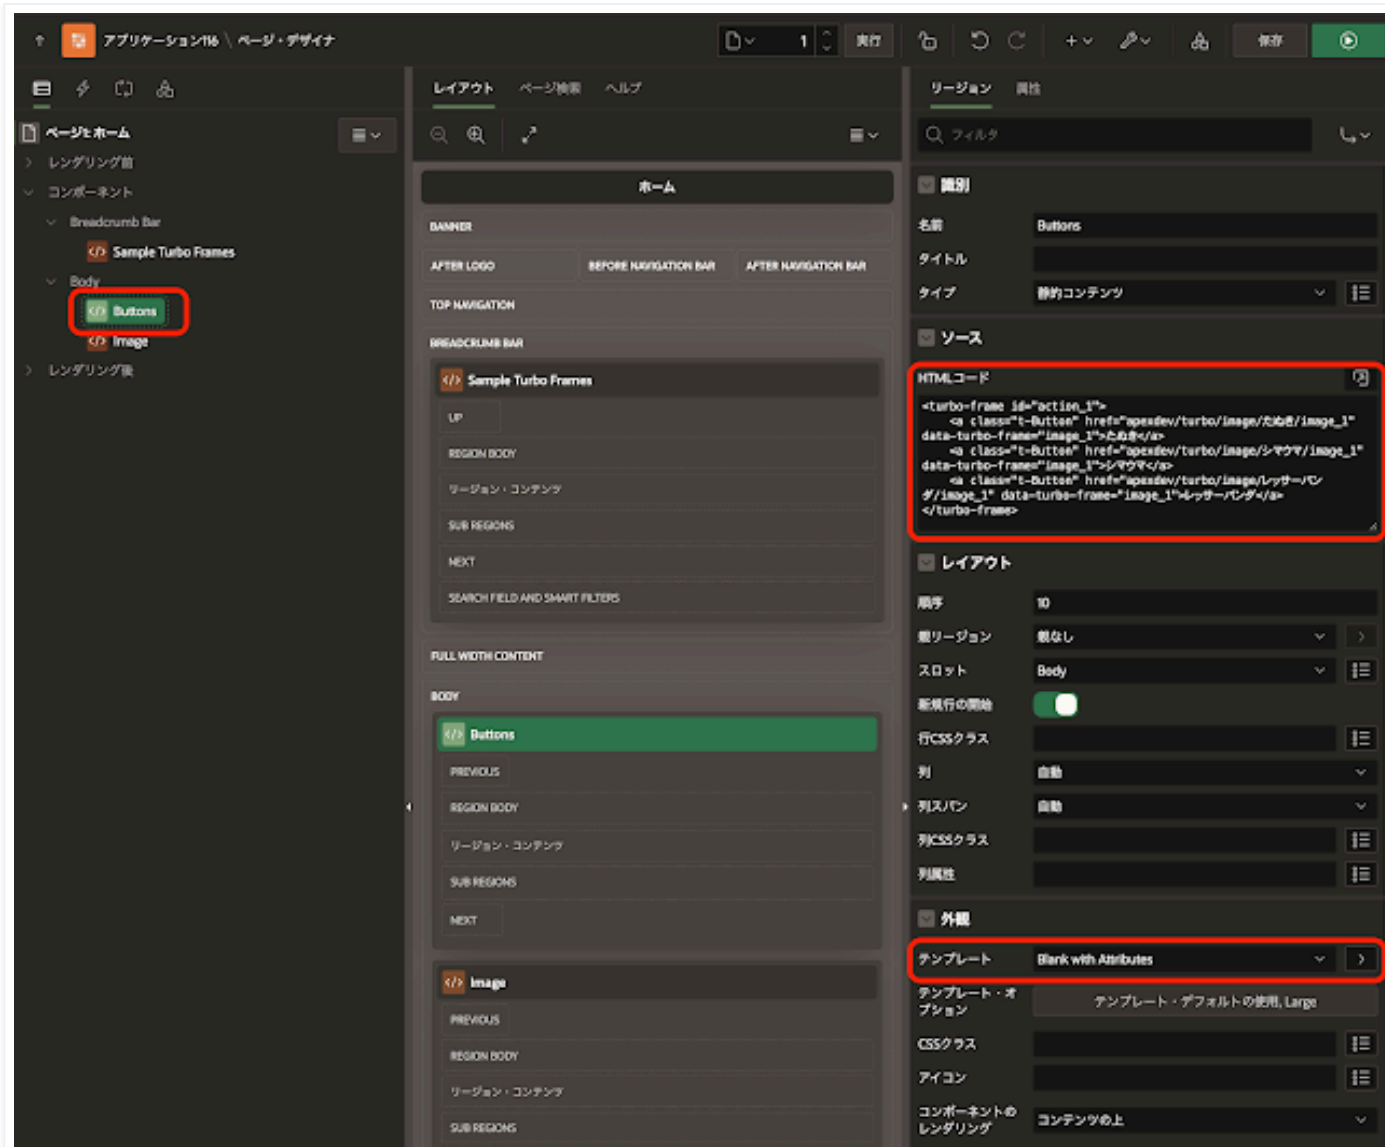 アプリケーション116 \ ページ・デザイナ
1
実行
保存
ページ1: ホーム
レンダリング前
コンポーネント
Breadcrumb Bar
Sample Turbo Frames
Body
Buttons
Image
レンダリング後
レイアウト ページ検索 ヘルプ
ホーム
BANNER
AFTER LOGO
BEFORE NAVIGATION BAR
AFTER NAVIGATION BAR
TOP NAVIGATION
BREADCRUMB BAR
Sample Turbo Frames
UP
REGION BODY
リージョン・コンテンツ
SUB REGIONS
NEXT
SEARCH FIELD AND SMART FILTERS
FULL WIDTH CONTENT
BODY
Buttons
PREVIOUS
REGION BODY
リージョン・コンテンツ
SUB REGIONS
NEXT
Image
PREVIOUS
REGION BODY
リージョン・コンテンツ
SUB REGIONS
リージョン 属性
フィルタ
識別
名前 Buttons
タイトル
タイプ 静的コンテンツ
ソース
HTMLコード
<turbo-frame id="action_1">
<a class="t-Button" href="apexdev/turbo/image/たぬき/image_1"
data-turbo-frame="image_1">たぬき</a>
<a class="t-Button" href="apexdev/turbo/image/シマウマ/image_1"
data-turbo-frame="image_1">シマウマ</a>
<a class="t-Button" href="apexdev/turbo/image/レッサーパン
ダ/image_1" data-turbo-frame="image_1">レッサーパンダ</a>
</turbo-frame>
レイアウト
順序 10
親リージョン 親なし
スロット Body
新規行の開始
行CSSクラス
列 自動
列スパン 自動
列CSSクラス
列属性
外観
テンプレート Blank with Attributes
テンプレート・オ
プション
テンプレート・デフォルトの使用, Large
CSSクラス
アイコン
コンポーネントの
レンダリング
コンテンツの上